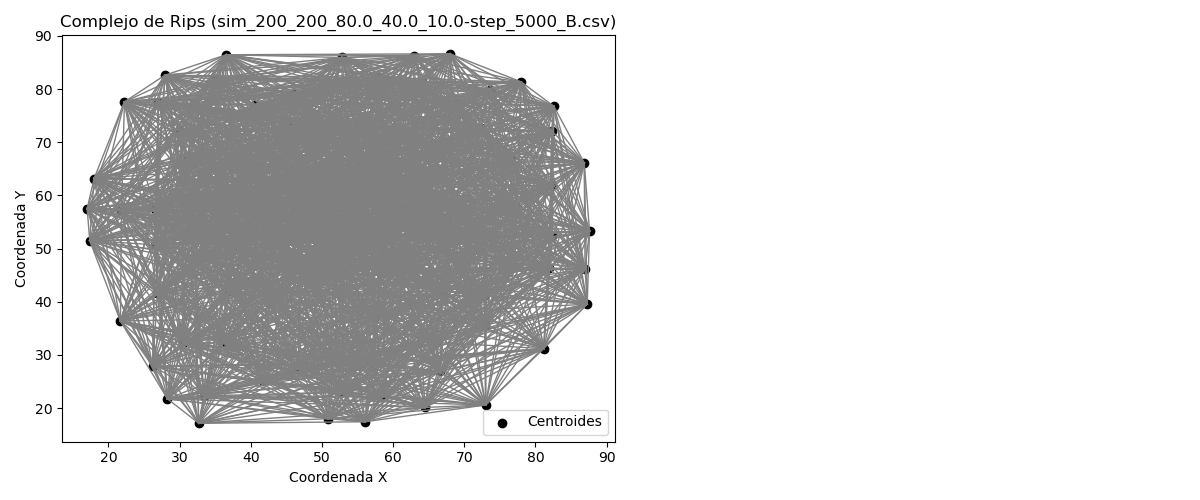 Complejo de Rips (sim_200_200_80.0_40.0_10.0-step_5000_B.csv)
90
80
70
60
50
40
30
20
Coordenada Y
Centroides
20 30 40 50 60 70 80 90
Coordenada X